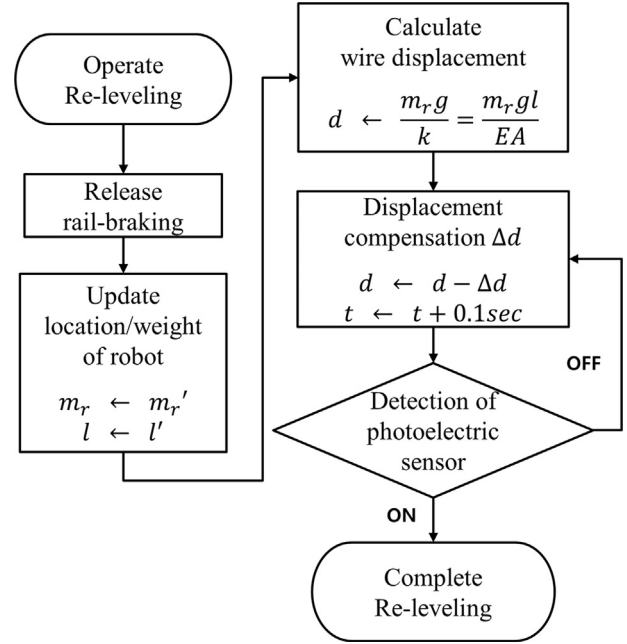 Operate
Re-leveling
Release
rail-braking
Update
location/weight
of robot
m_r ← m_r'
l ← l'
Calculate
wire displacement
d ← m_r g / k = m_r g l / EA
Displacement
compensation Δd
d ← d − Δd
t ← t + 0.1sec
Detection of
photoelectric
sensor
OFF
ON
Complete
Re-leveling